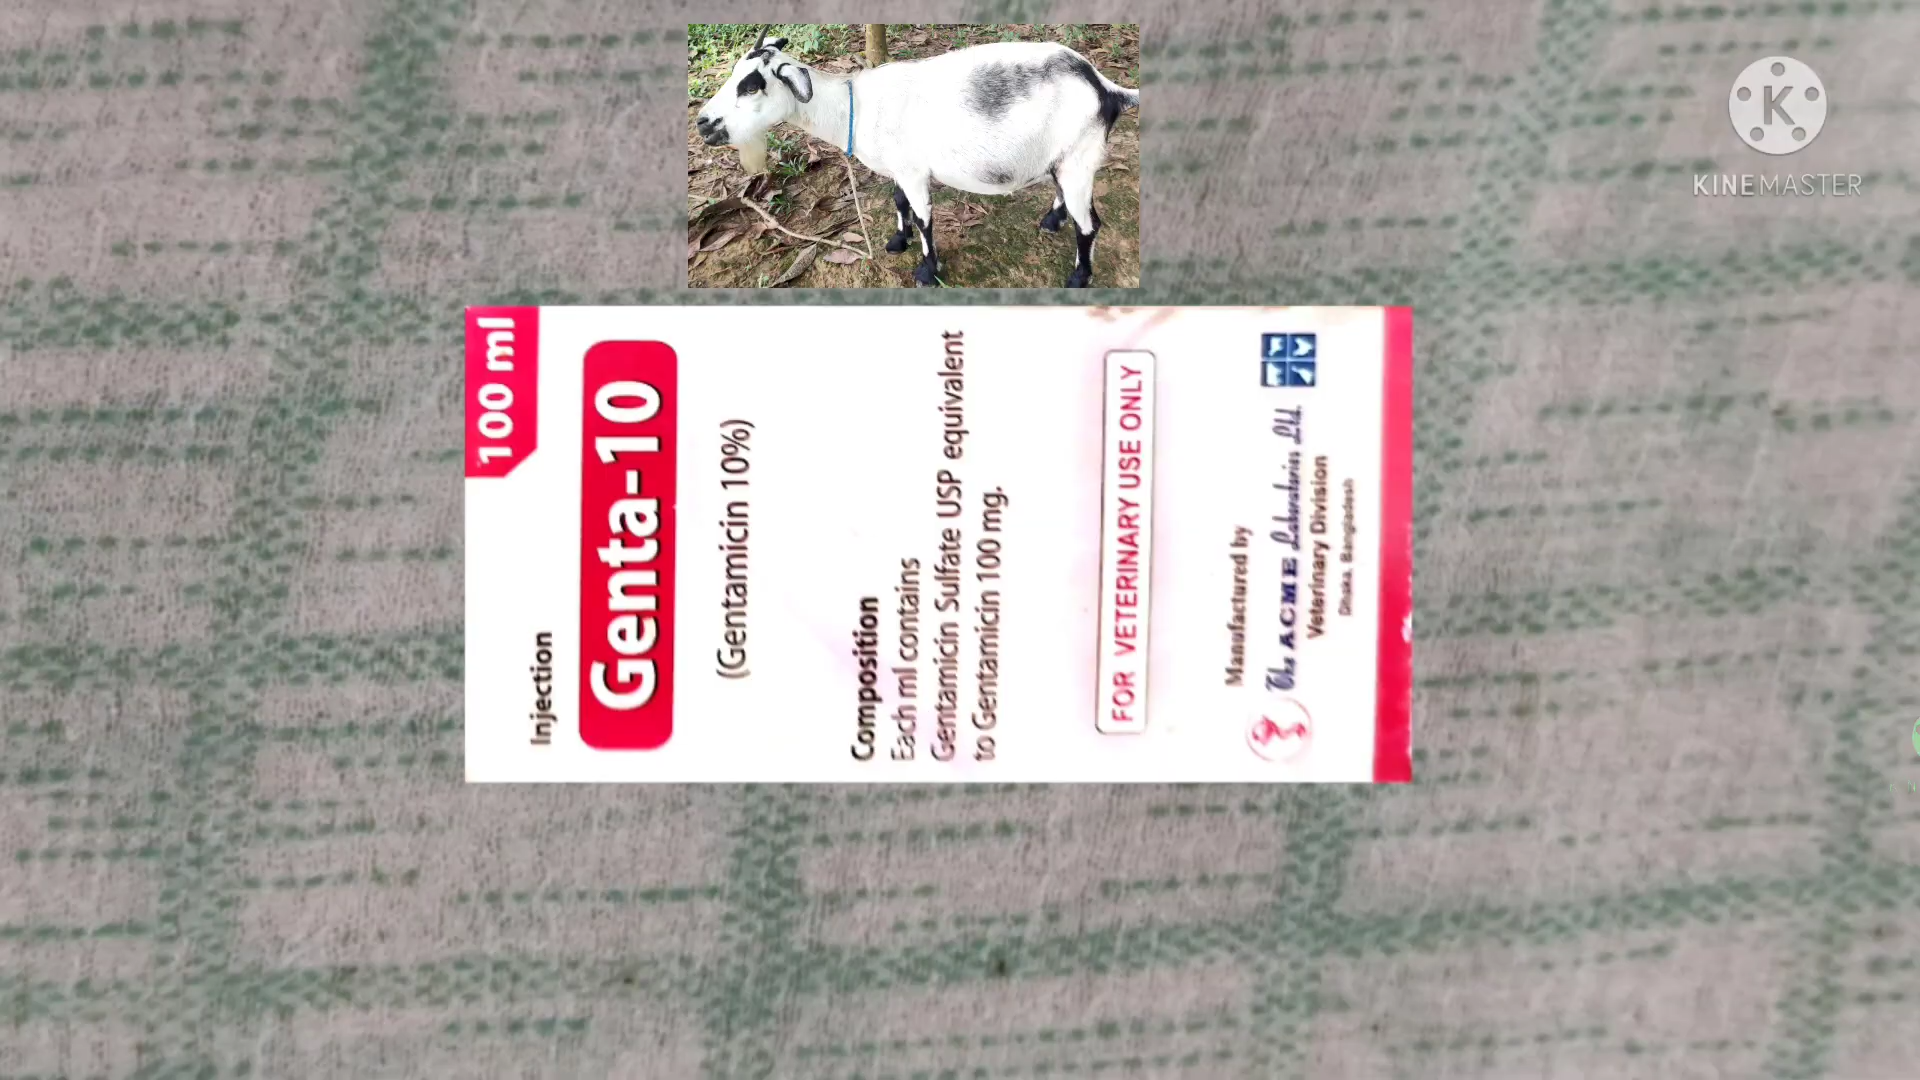 100 ml
Injection
Genta-10
(Gentamicin 10%)
Composition
Each ml contains
Gentamicin Sulfate USP equivalent
to Gentamicin 100 mg.
FOR VETERINARY USE ONLY
Manufactured by
The ACME Laboratories Ltd.
Veterinary Division
Dhaka, Bangladesh
K
KINEMASTER